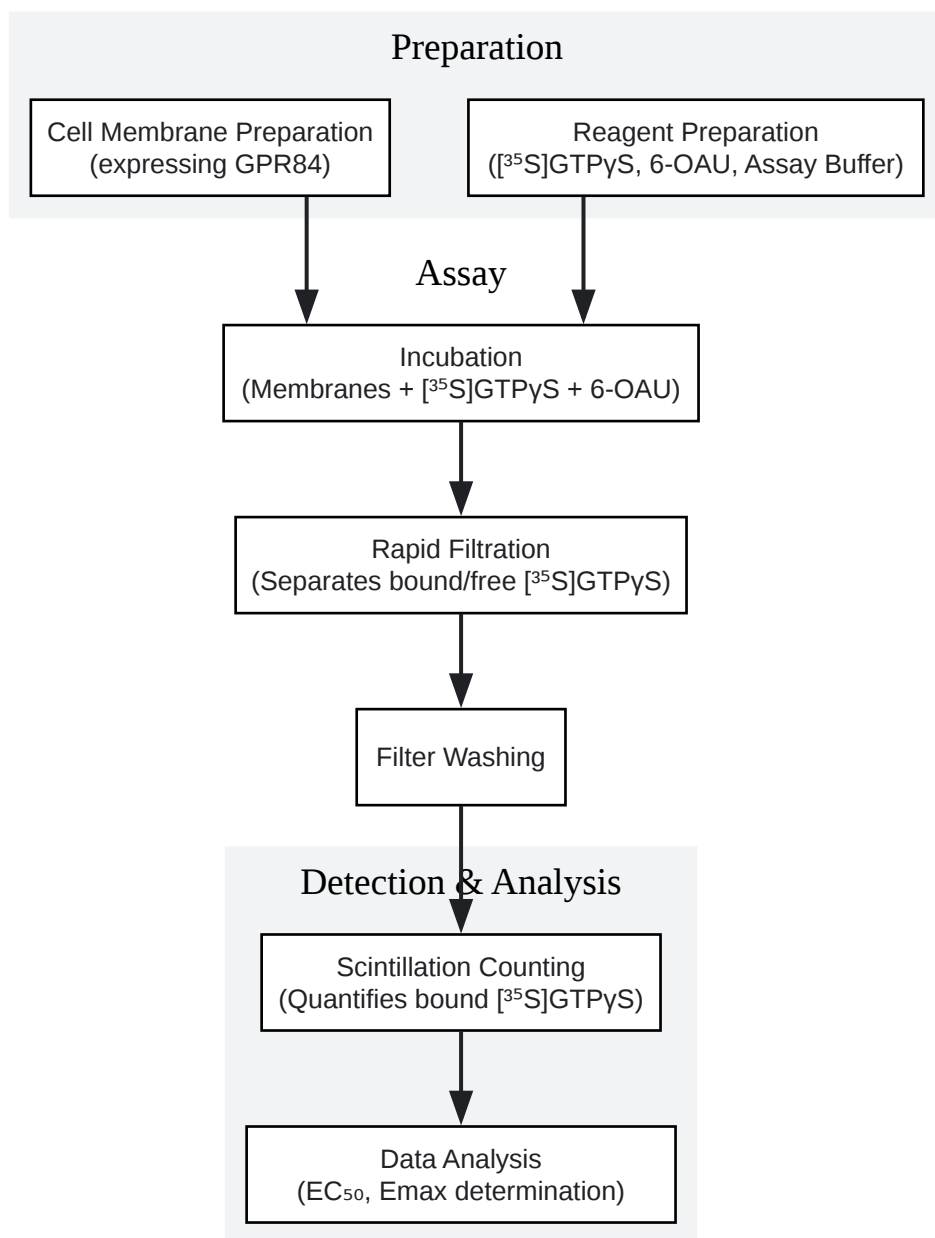 Preparation
Cell Membrane Preparation
(expressing GPR84)
Reagent Preparation
([³⁵S]GTPγS, 6-OAU, Assay Buffer)
Assay
Incubation
(Membranes + [³⁵S]GTPγS + 6-OAU)
Rapid Filtration
(Separates bound/free [³⁵S]GTPγS)
Filter Washing
Detection & Analysis
Scintillation Counting
(Quantifies bound [³⁵S]GTPγS)
Data Analysis
(EC₅₀, Emax determination)